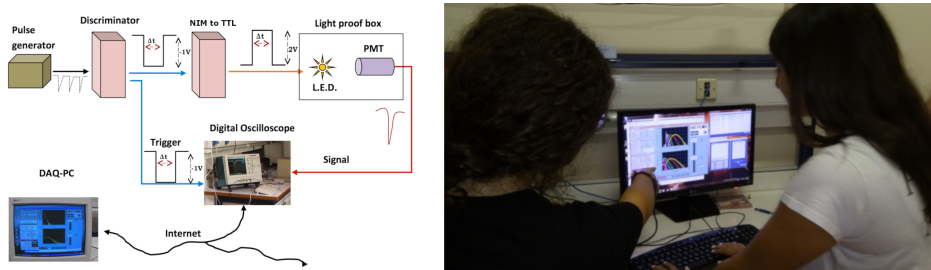 Discriminator
NIM to TTL
Light proof box
Pulse
generator
Δt
-1V
Δt
2V
PMT
L.E.D.
Digital Oscilloscope
Trigger
Δt
-1V
Signal
DAQ-PC
Internet